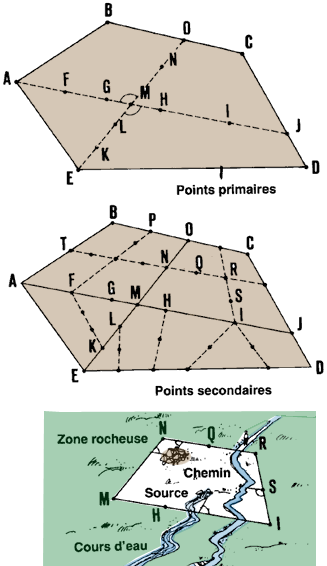 B
O
C
N
A
F
G
M
H
I
J
L
K
E
D
Points primaires
B
P
O
T
C
N
Q
R
A
F
G
M
H
S
L
I
J
K
E
D
Points secondaires
N
Q
R
Zone rocheuse
Chemin
Source
S
M
H
I
Cours d'eau